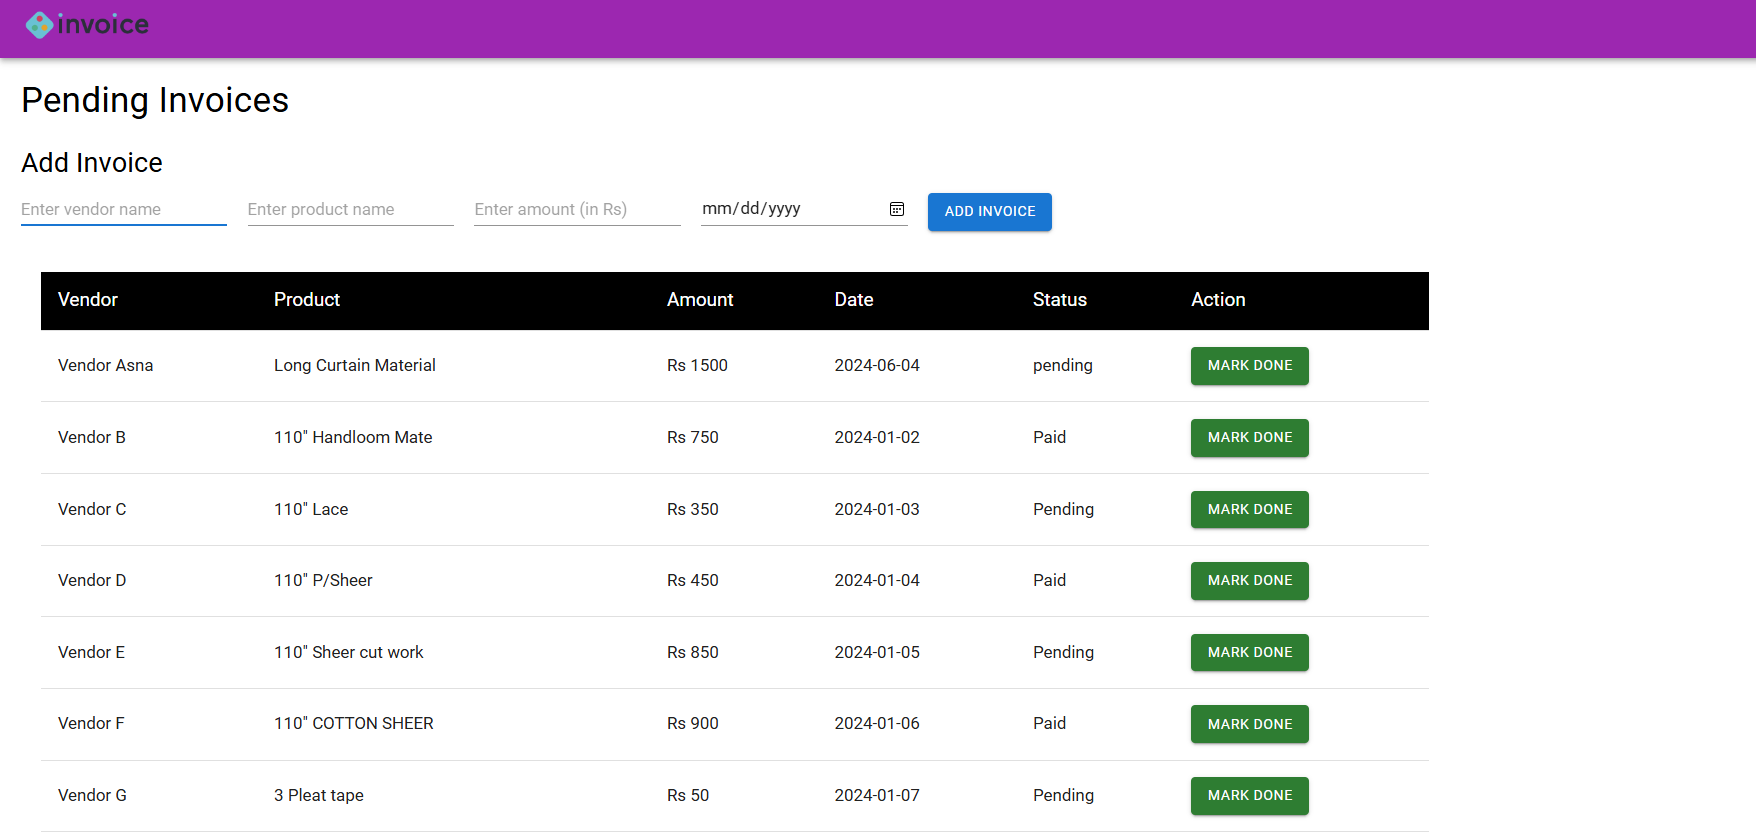 invoice
Pending Invoices
Add Invoice
Enter vendor name Enter product name Enter amount (in Rs) mm/dd/yyyy ADD INVOICE
Vendor Product Amount Date Status Action
Vendor Asna Long Curtain Material Rs 1500 2024-06-04 pending MARK DONE
Vendor B 110" Handloom Mate Rs 750 2024-01-02 Paid MARK DONE
Vendor C 110" Lace Rs 350 2024-01-03 Pending MARK DONE
Vendor D 110" P/Sheer Rs 450 2024-01-04 Paid MARK DONE
Vendor E 110" Sheer cut work Rs 850 2024-01-05 Pending MARK DONE
Vendor F 110" COTTON SHEER Rs 900 2024-01-06 Paid MARK DONE
Vendor G 3 Pleat tape Rs 50 2024-01-07 Pending MARK DONE